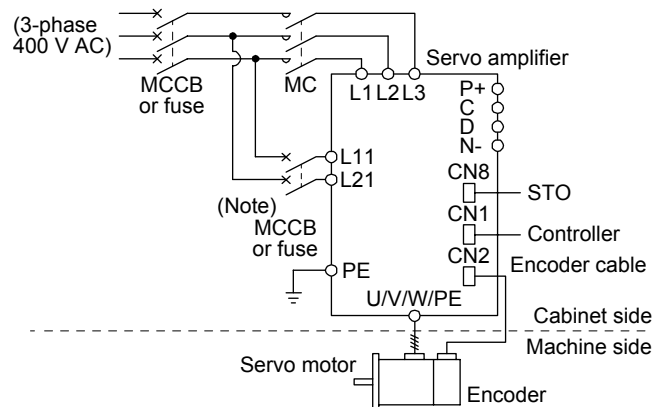 (3-phase
400 V AC)
MCCB
or fuse
MC
Servo amplifier
L1 L2 L3
P+
C
D
N-
L11
L21
(Note)
MCCB
or fuse
CN8
STO
CN1
Controller
CN2
Encoder cable
PE
U/V/W/PE
Cabinet side
Machine side
Servo motor
Encoder